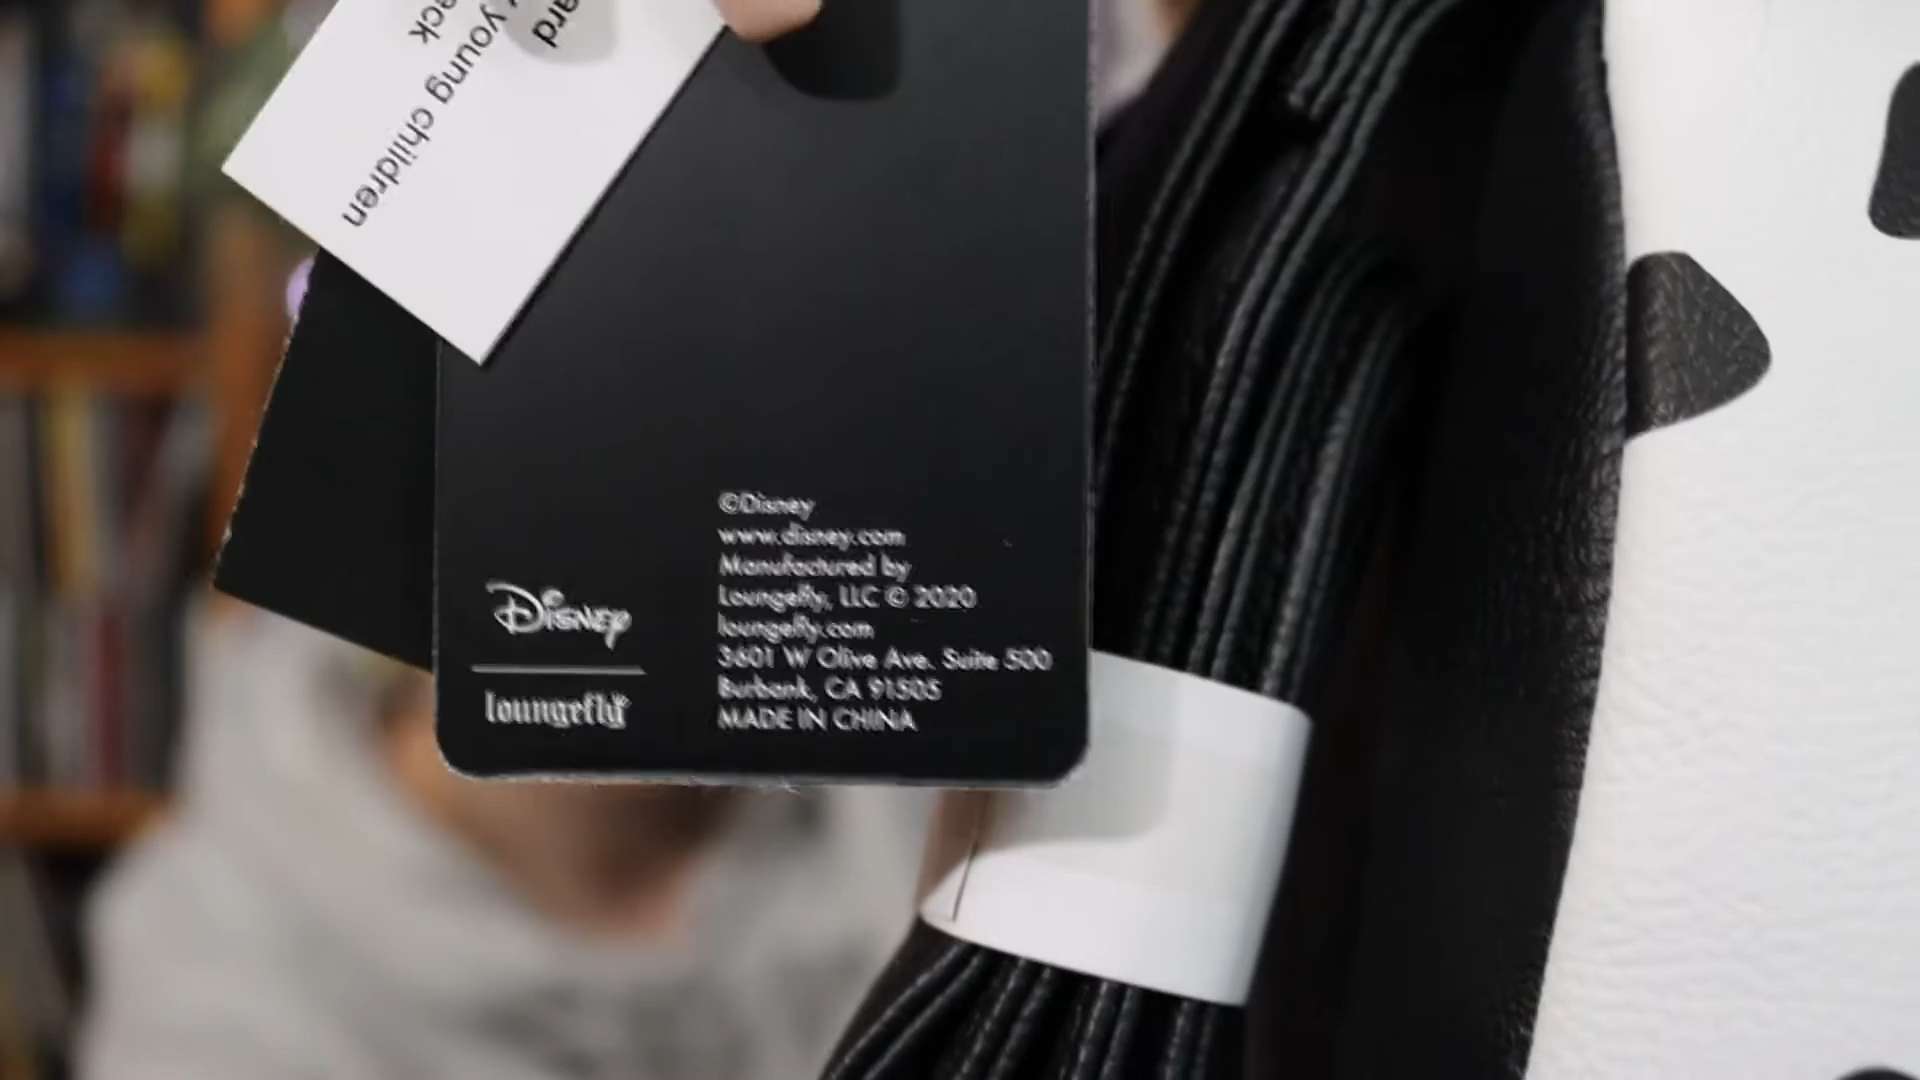 ard
young children
ack
©Disney
www.disney.com
Manufactured by
Loungefly, LLC © 2020
loungefly.com
3601 W Olive Ave. Suite 500
Burbank, CA 91505
MADE IN CHINA
Disney
loungefly